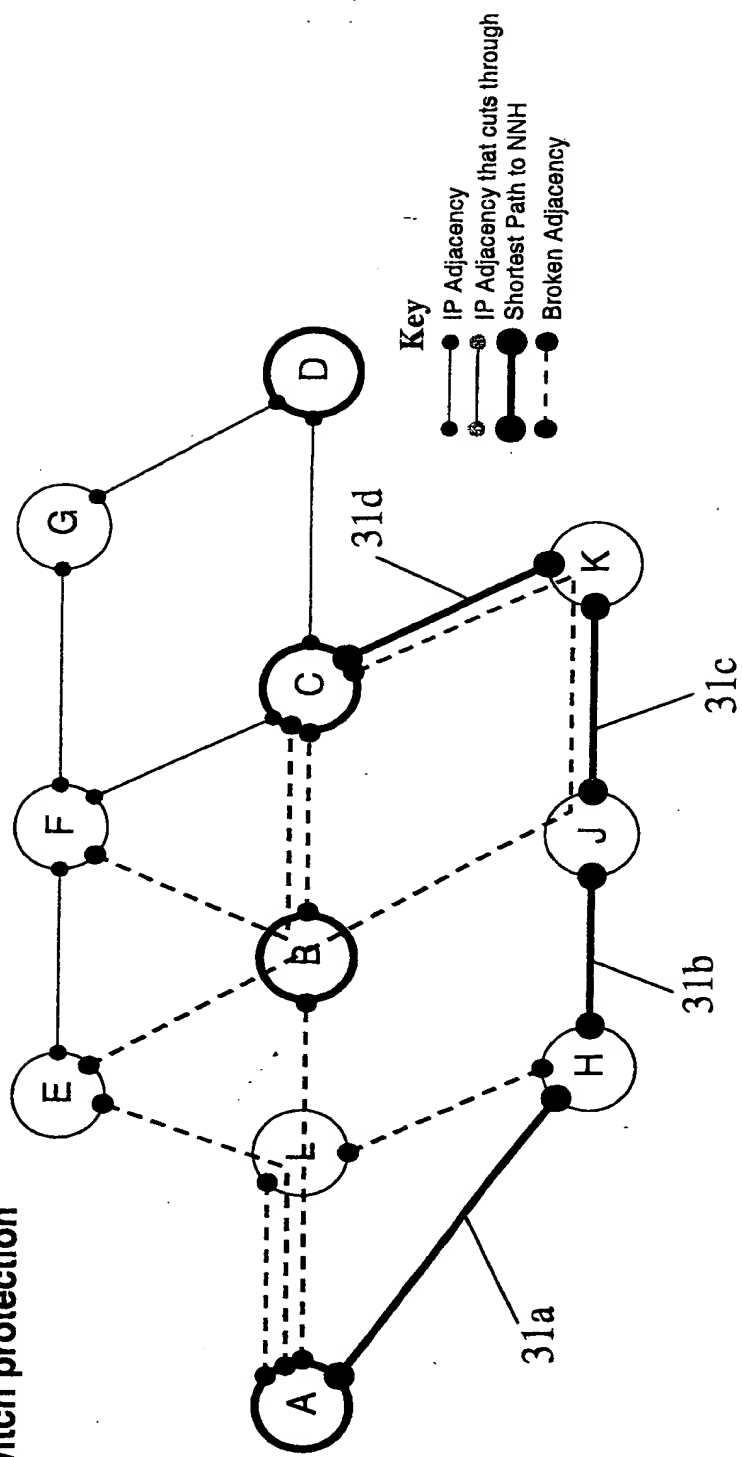 vitch protection
E
F
G
A
L
B
C
D
H
J
K
31a
31b
31c
31d
Key
IP Adjacency
IP Adjacency that cuts through
Shortest Path to NNH
Broken Adjacency